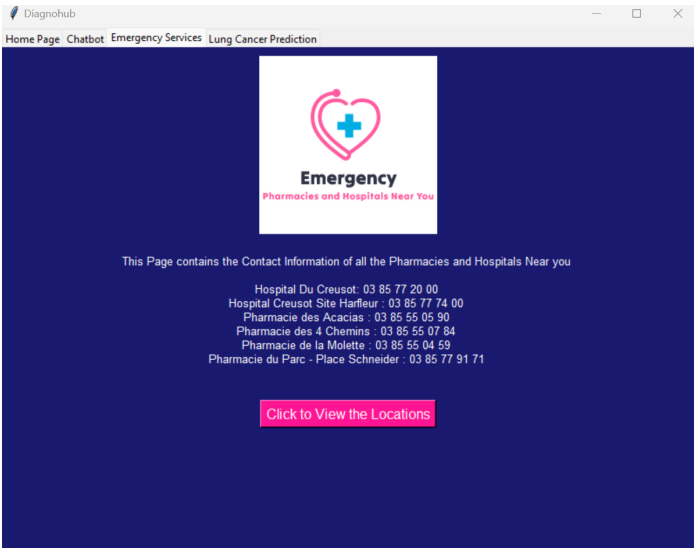 Diagnohub
Home Page Chatbot Emergency Services Lung Cancer Prediction
Emergency
Pharmacies and Hospitals Near You
This Page contains the Contact Information of all the Pharmacies and Hospitals Near you
Hospital Du Creusot: 03 85 77 20 00
Hospital Creusot Site Harfleur : 03 85 77 74 00
Pharmacie des Acacias : 03 85 55 05 90
Pharmacie des 4 Chemins : 03 85 55 07 84
Pharmacie de la Molette : 03 85 55 04 59
Pharmacie du Parc - Place Schneider : 03 85 77 91 71
Click to View the Locations